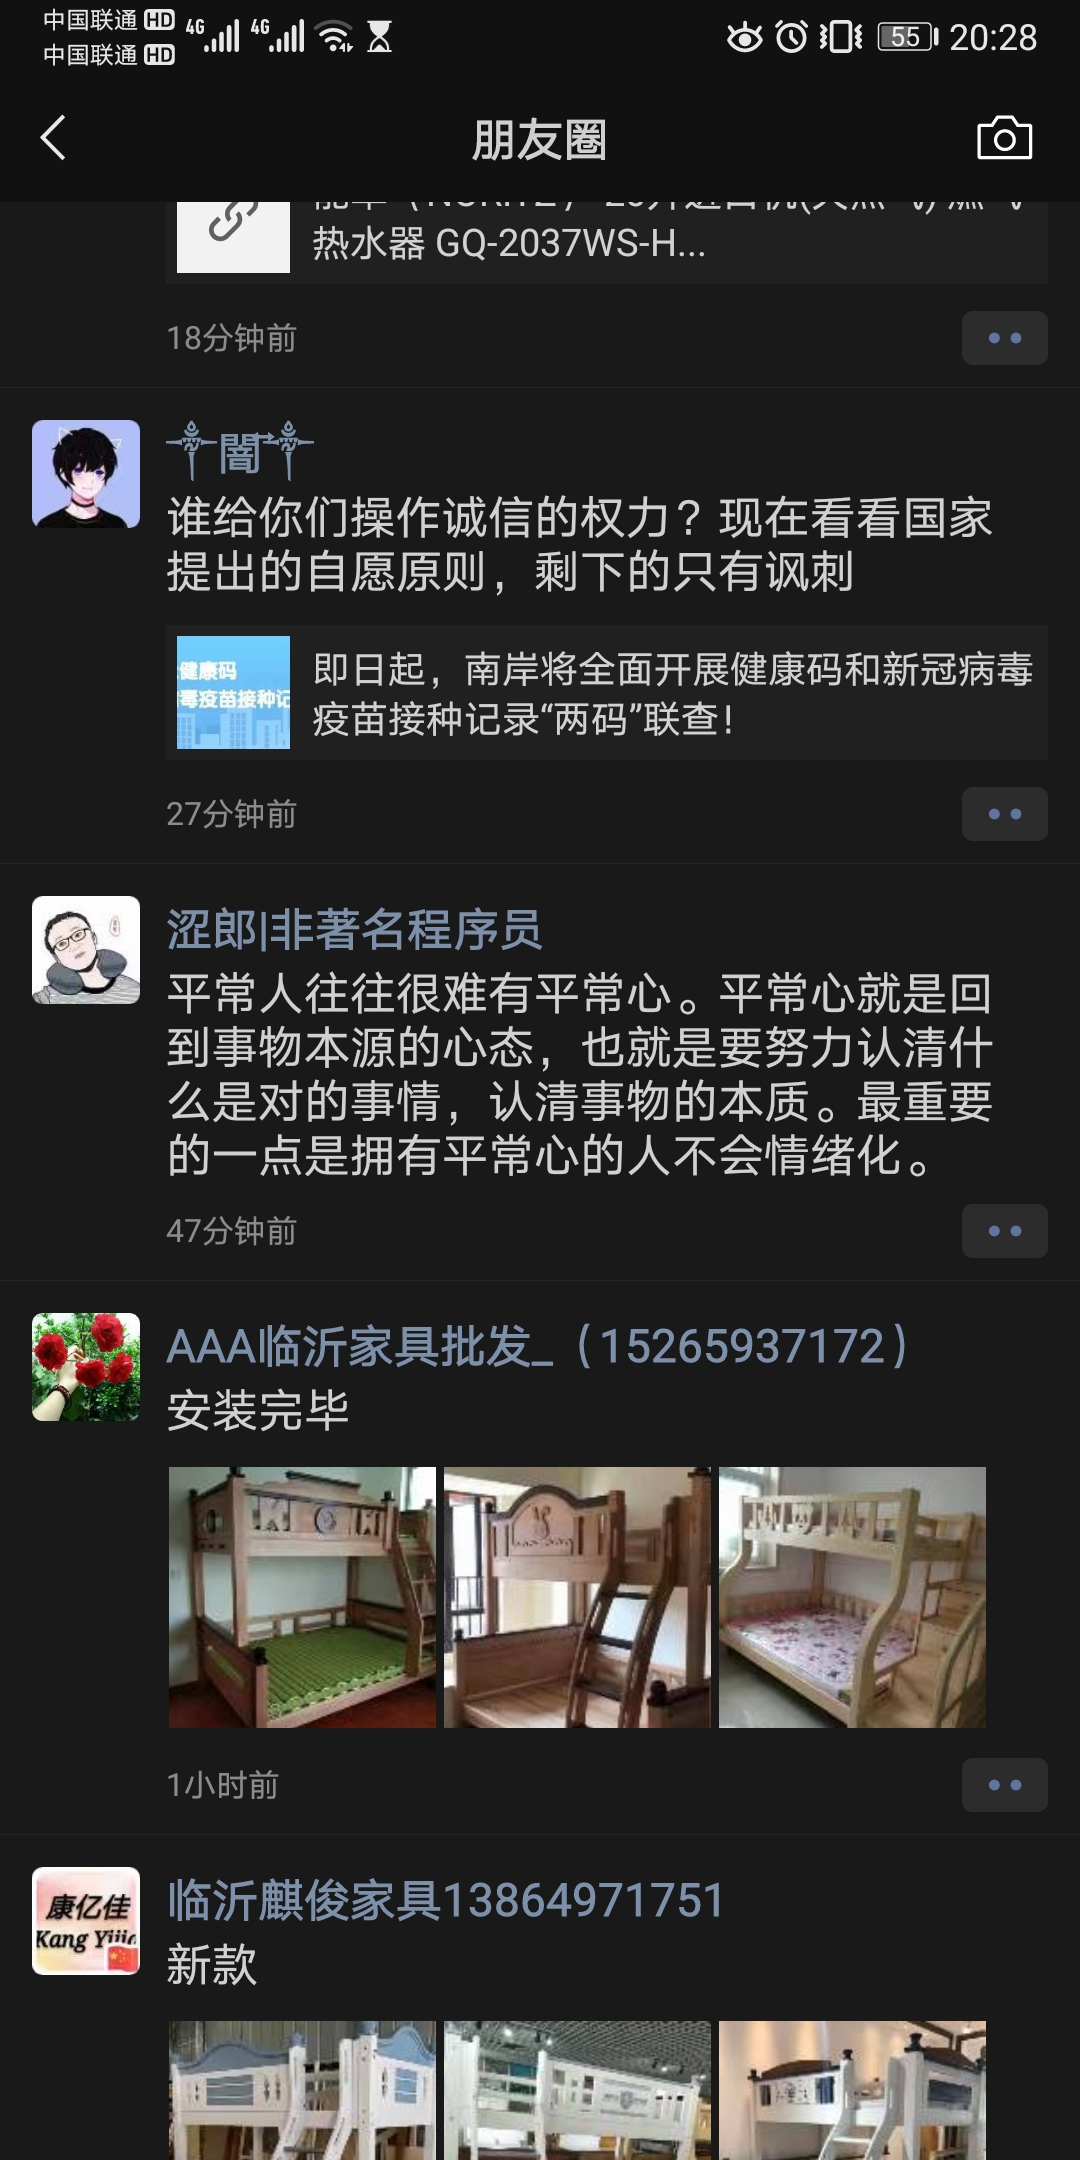 中国联通 HD 4G 4G 55 20:28
中国联通 HD
朋友圈
热水器 GQ-2037WS-H...
18分钟前
闇
谁给你们操作诚信的权力？现在看看国家
提出的自愿原则，剩下的只有讽刺
健康码
毒疫苗接种记
即日起，南岸将全面开展健康码和新冠病毒
疫苗接种记录“两码”联查！
27分钟前
涩郎|非著名程序员
平常人往往很难有平常心。平常心就是回
到事物本源的心态，也就是要努力认清什
么是对的事情，认清事物的本质。最重要
的一点是拥有平常心的人不会情绪化。
47分钟前
AAA临沂家具批发_（15265937172）
安装完毕
1小时前
康亿佳
Kang Yijia
临沂麒俊家具13864971751
新款